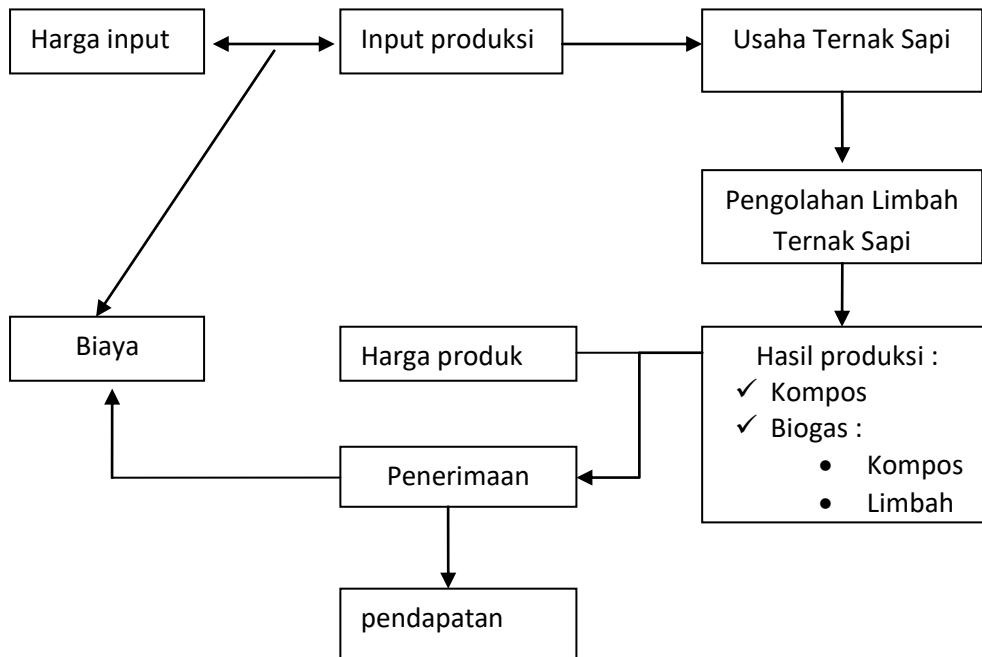 Harga input
Input produksi
Usaha Ternak Sapi
Pengolahan Limbah
Ternak Sapi
Biaya
Harga produk
Hasil produksi :
✓ Kompos
✓ Biogas :
• Kompos
• Limbah
Penerimaan
pendapatan